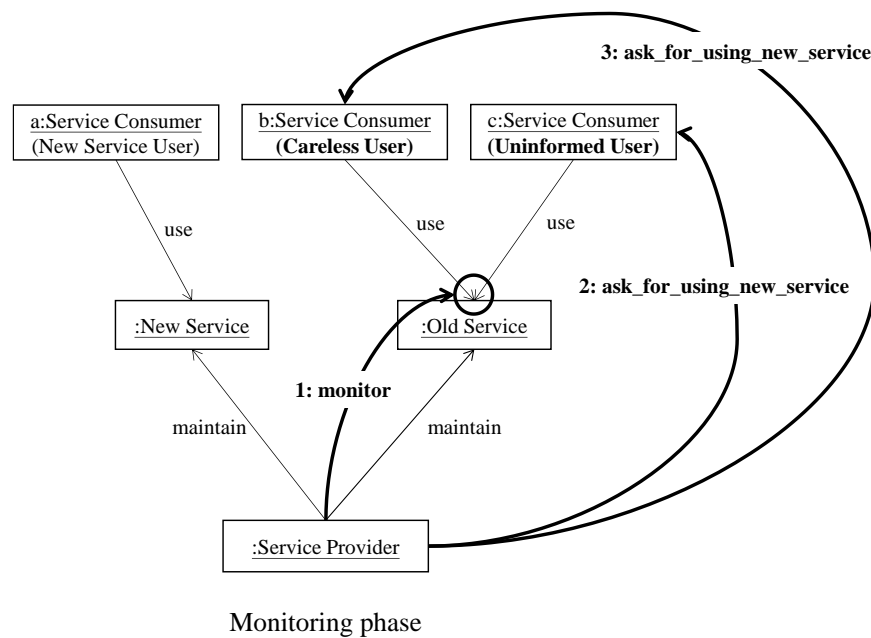 3: ask_for_using_new_service
a:Service Consumer
(New Service User)
b:Service Consumer
(Careless User)
c:Service Consumer
(Uninformed User)
use
use
use
2: ask_for_using_new_service
:New Service
:Old Service
1: monitor
maintain
maintain
:Service Provider
Monitoring phase